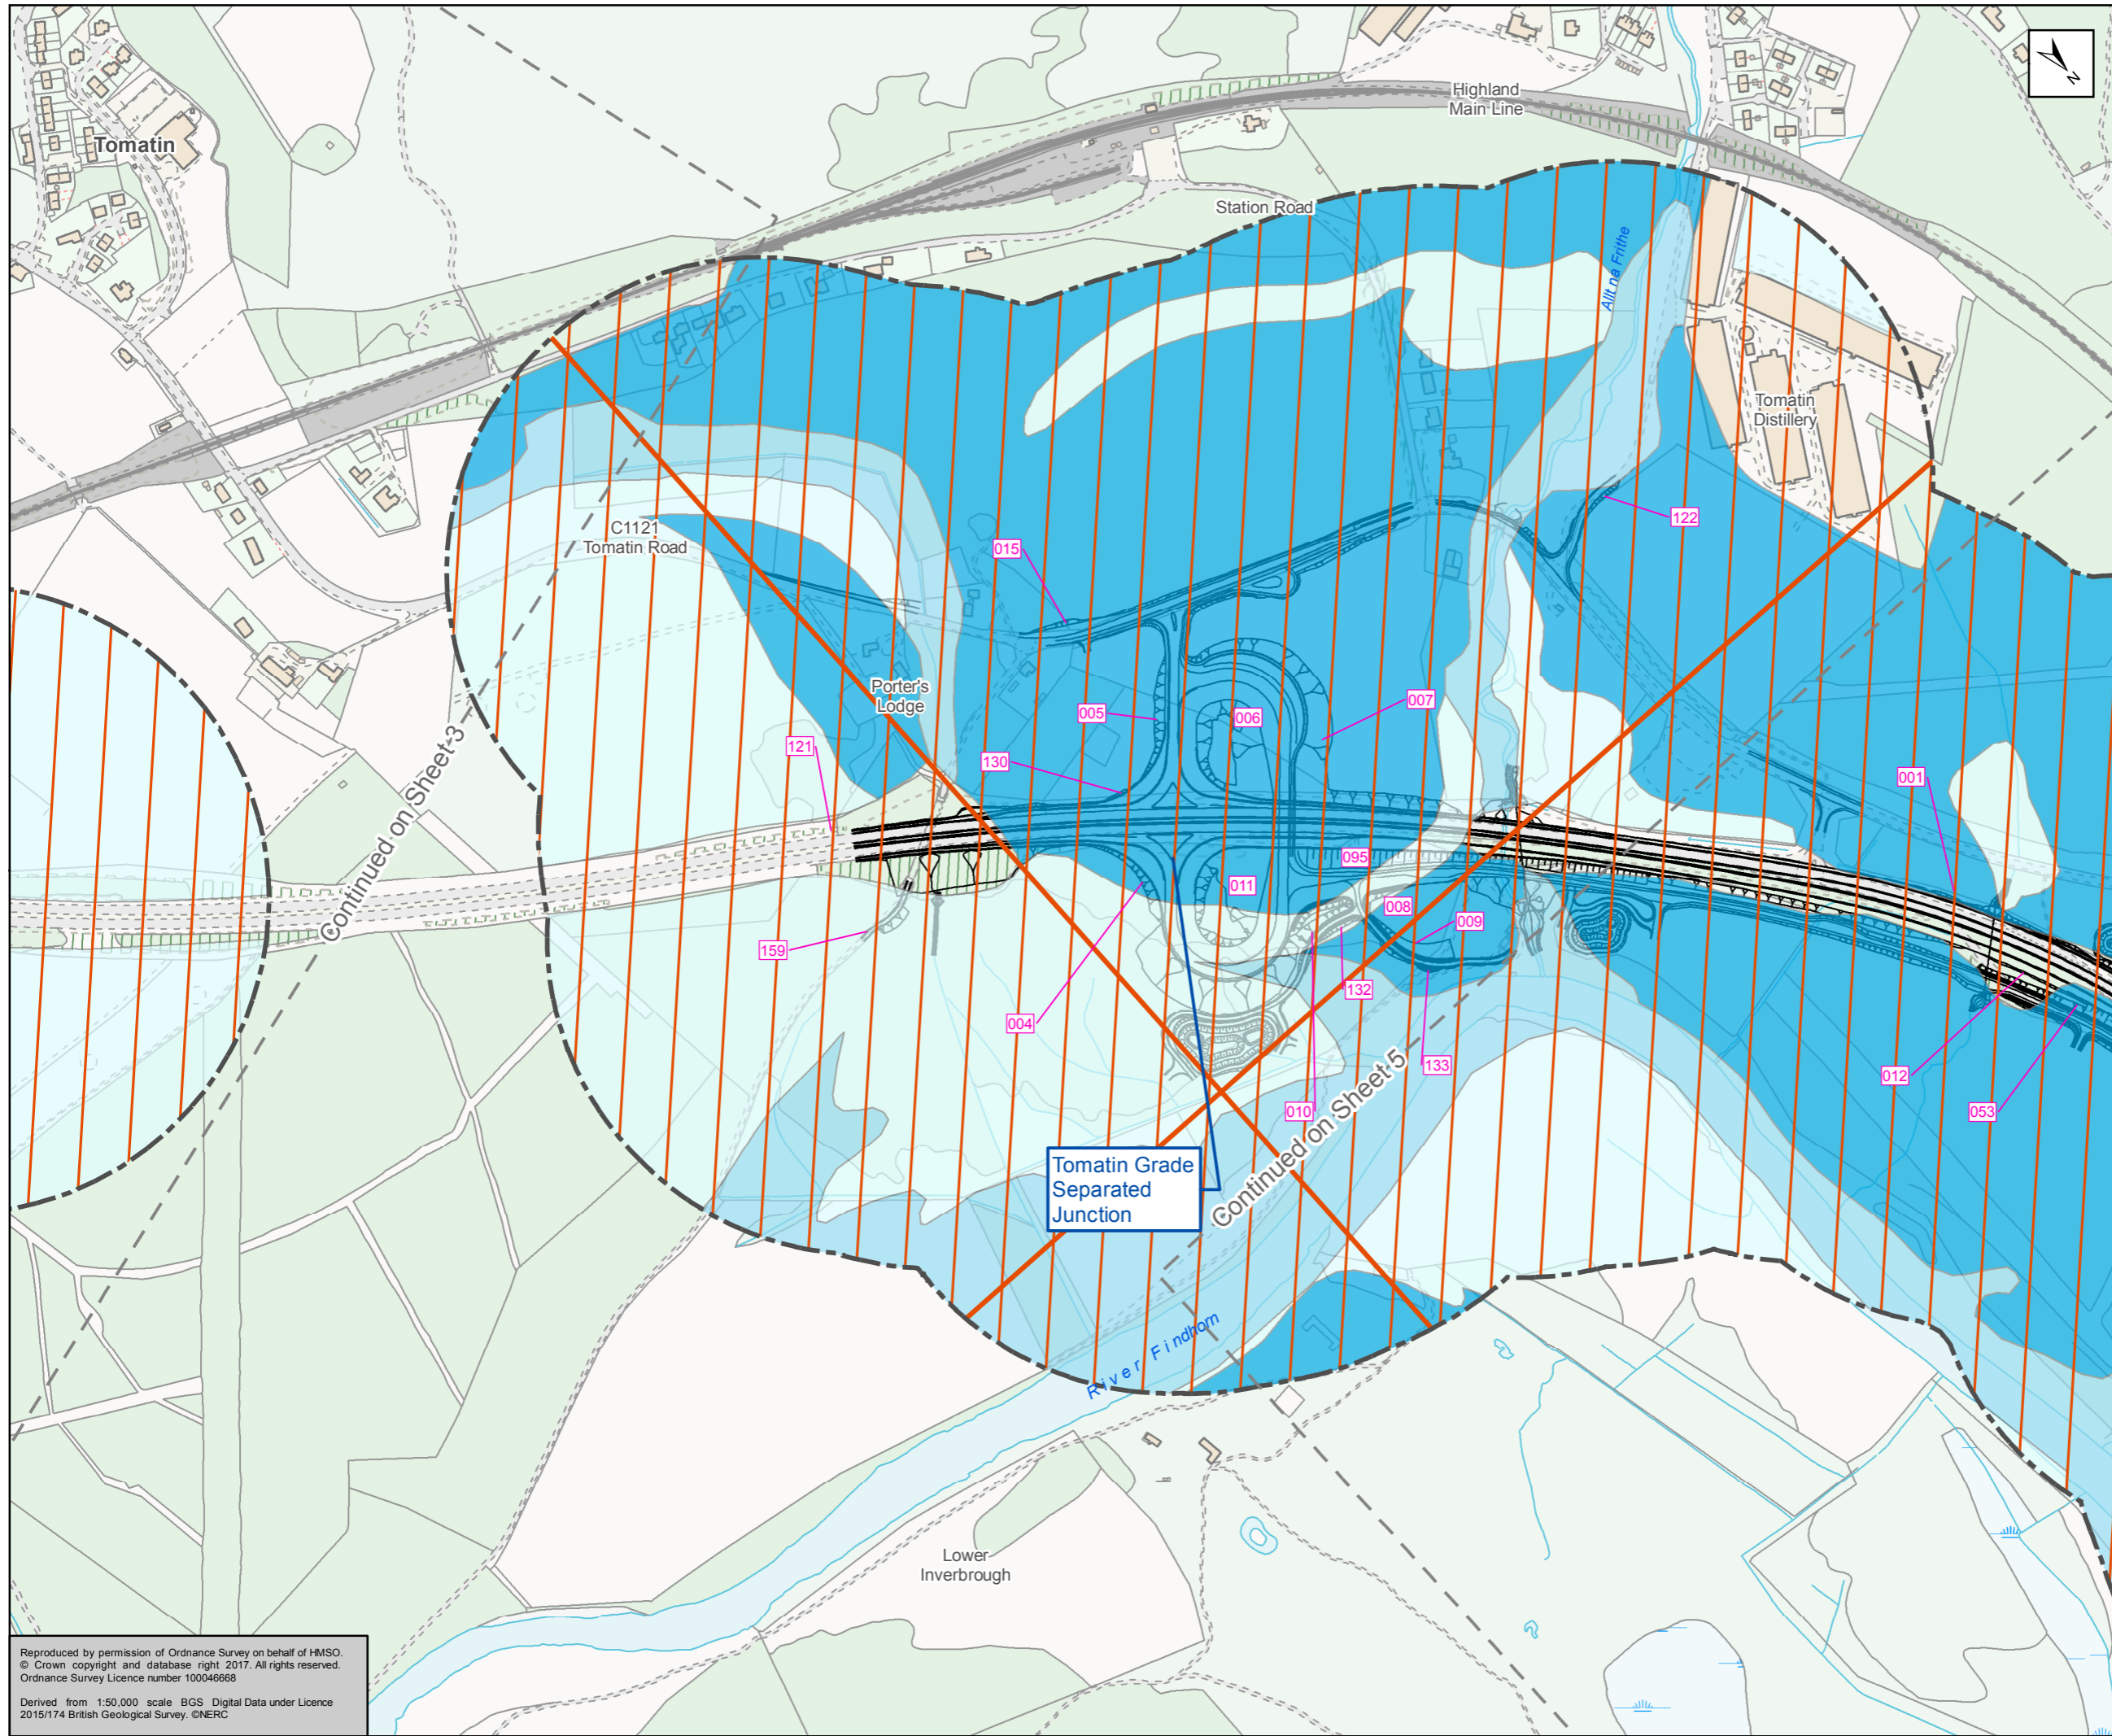 N
Highland
Main Line
Tomatin
Station Road
Allt na Frithe
Tomatin
Distillery
C1121
Tomatin Road
122
015
Porter's
Lodge
005
006
007
121
130
001
Continued on Sheet 3
095
011
008
009
159
132
004
133
012
010
053
Continued on Sheet 5
Tomatin Grade
Separated
Junction
River Findhorn
Lower
Inverbrough
Reproduced by permission of Ordnance Survey on behalf of HMSO.
© Crown copyright and database right 2017. All rights reserved.
Ordnance Survey Licence number 100046668
Derived from 1:50,000 scale BGS Digital Data under Licence
2015/174 British Geological Survey. ©NERC